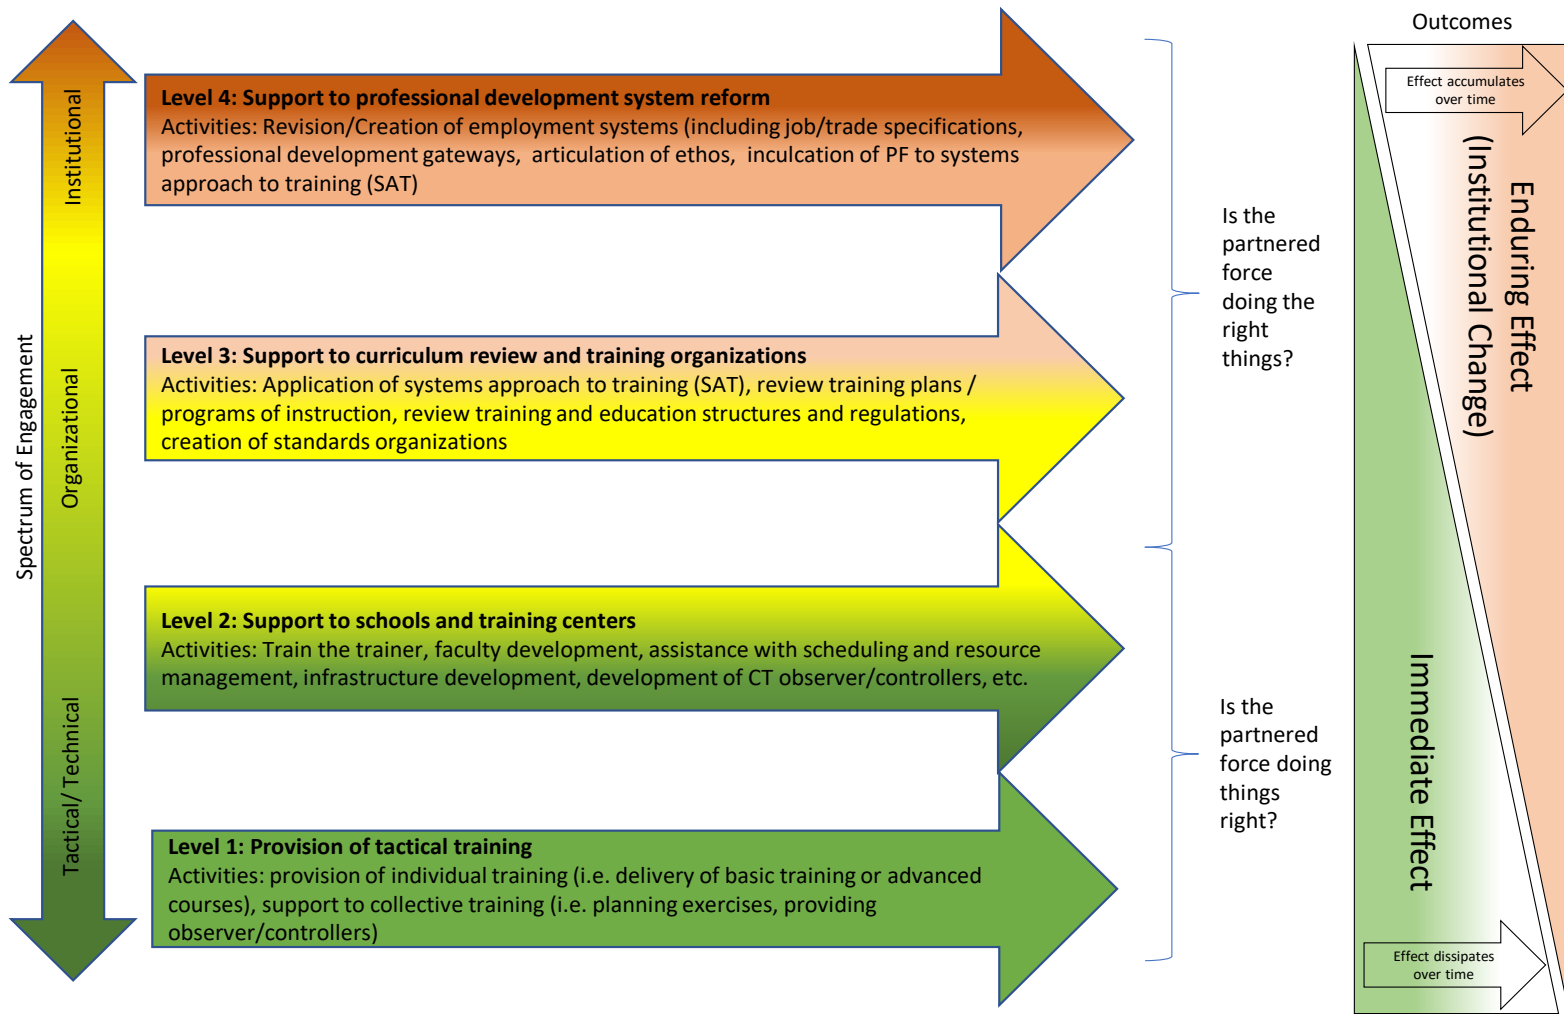 Outcomes
Effect accumulates
over time
Spectrum of Engagement
Institutional
Organizational
Tactical/ Technical
Level 4: Support to professional development system reform
Activities: Revision/Creation of employment systems (including job/trade specifications,
professional development gateways, articulation of ethos, inculcation of PF to systems
approach to training (SAT)
Level 3: Support to curriculum review and training organizations
Activities: Application of systems approach to training (SAT), review training plans /
programs of instruction, review training and education structures and regulations,
creation of standards organizations
Level 2: Support to schools and training centers
Activities: Train the trainer, faculty development, assistance with scheduling and resource
management, infrastructure development, development of CT observer/controllers, etc.
Level 1: Provision of tactical training
Activities: provision of individual training (i.e. delivery of basic training or advanced
courses), support to collective training (i.e. planning exercises, providing
observer/controllers)
Is the
partnered
force
doing the
right
things?
Is the
partnered
force doing
things
right?
Enduring Effect
(Institutional Change)
Immediate Effect
Effect dissipates
over time